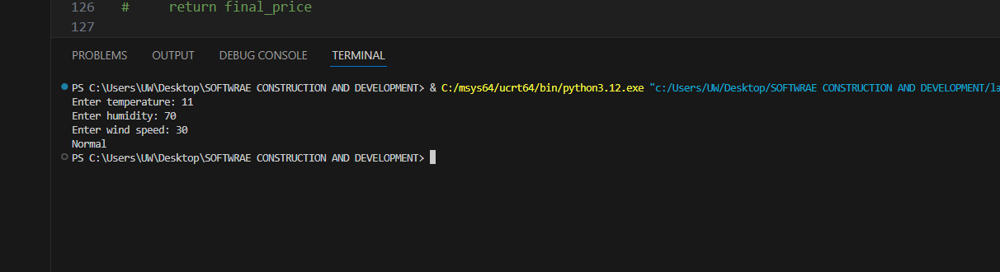 126 #     return final_price
127
PROBLEMS OUTPUT DEBUG CONSOLE TERMINAL
PS C:\Users\UW\Desktop\SOFTWRAE CONSTRUCTION AND DEVELOPMENT> & C:/msys64/ucrt64/bin/python3.12.exe "c:/Users/UW/Desktop/SOFTWRAE CONSTRUCTION AND DEVELOPMENT/la
Enter temperature: 11
Enter humidity: 70
Enter wind speed: 30
Normal
PS C:\Users\UW\Desktop\SOFTWRAE CONSTRUCTION AND DEVELOPMENT>